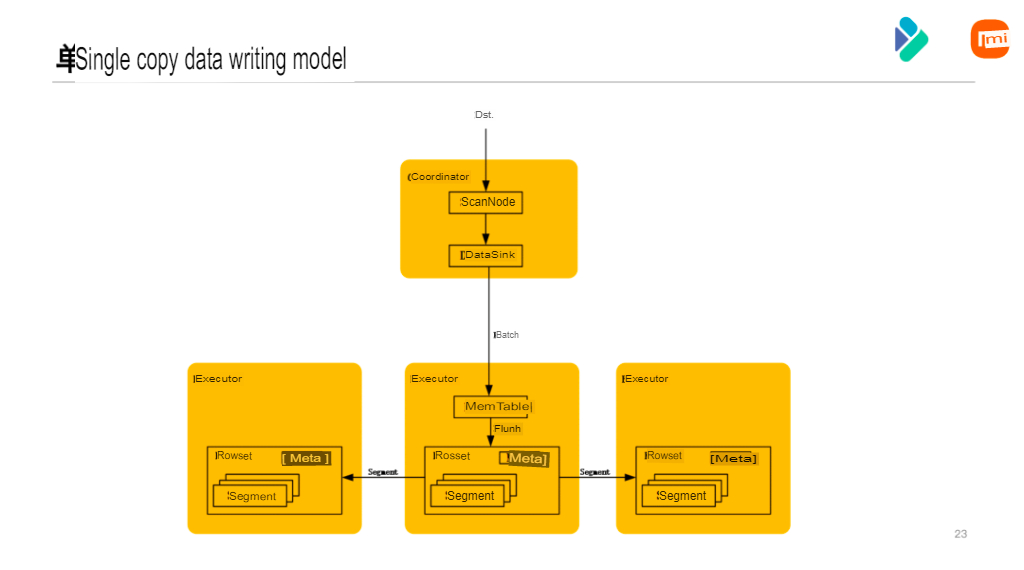 单Single copy data writing model
mi
Dst.
Coordinator
ScanNode
DataSink
Batch
Executor
Executor
Executor
MemTable
Flunh
Rowset
[ Meta ]
Rosset
Meta]
Rowset
[Meta]
Segment
Segment
Segment
Segment
Segment
23